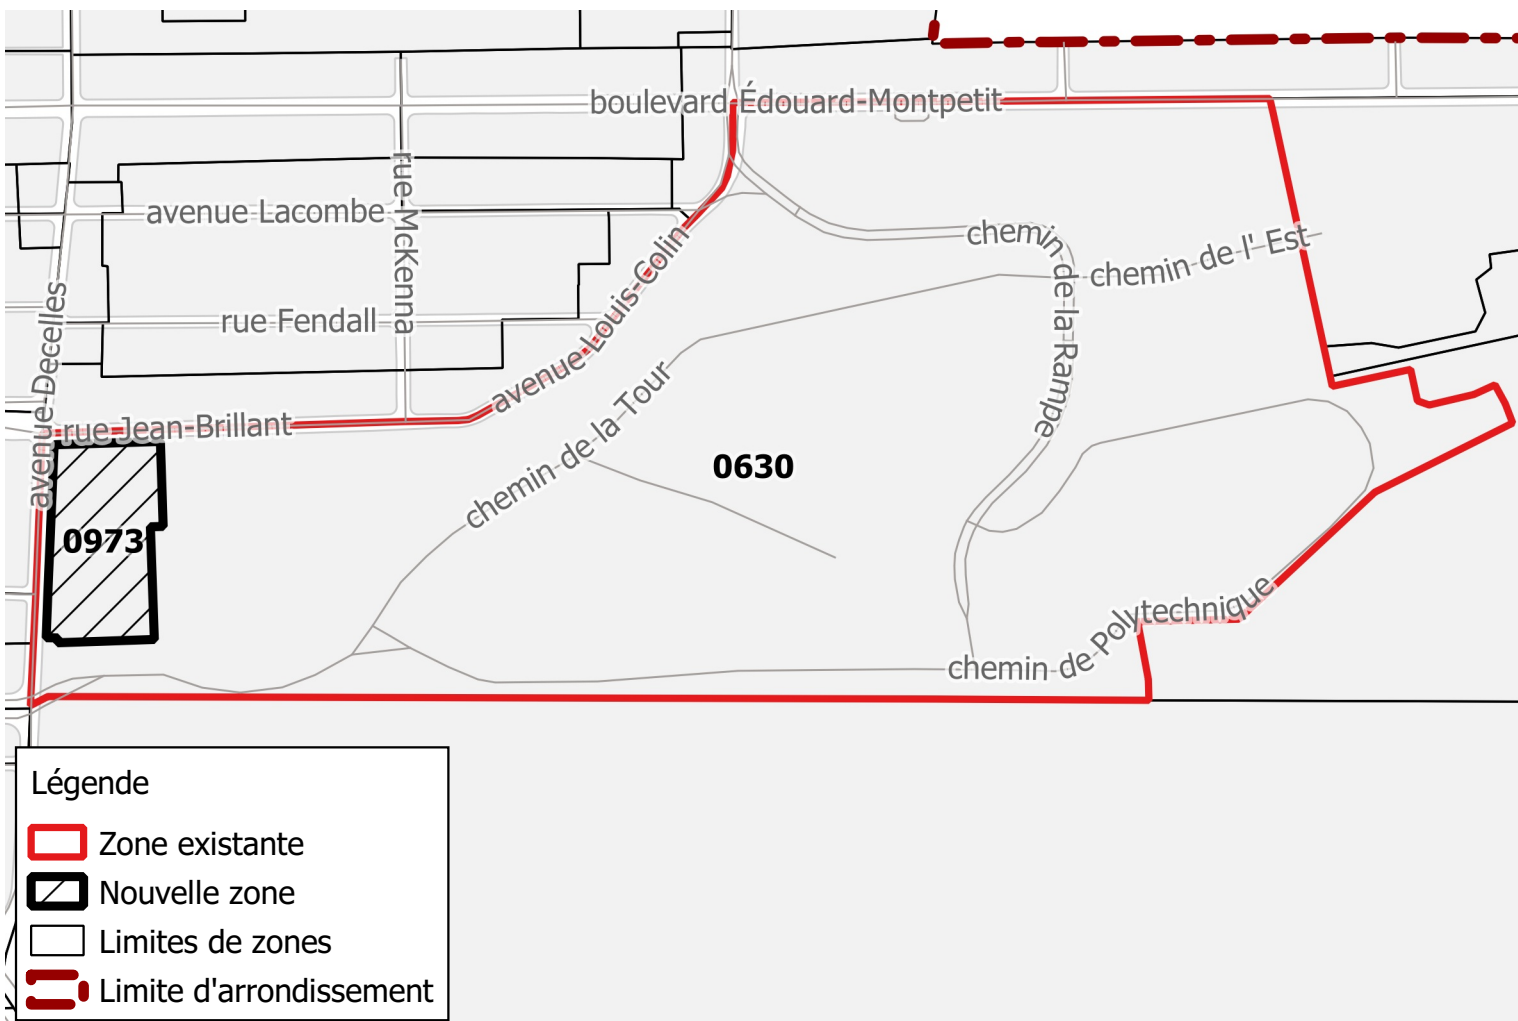 boulevard Édouard-Montpetit
rue McKenna
avenue Lacombe
chemin de la Rampe
chemin de l' Est
avenue Louis-Colin
rue Fendall
avenue Decelles
chemin de la Tour
rue Jean-Brillant
0630
0973
chemin de Polytechnique
Légende
Zone existante
Nouvelle zone
Limites de zones
Limite d'arrondissement